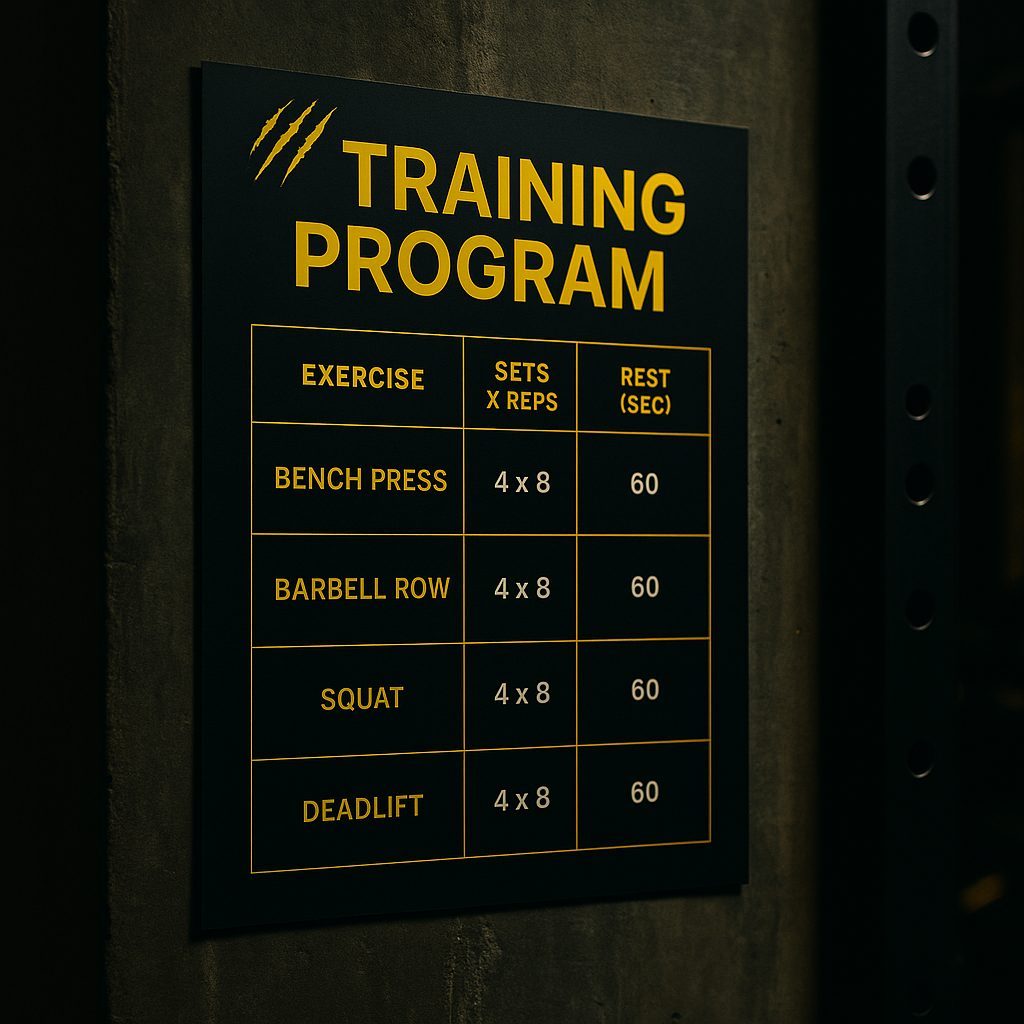 TRAINING
PROGRAM
EXERCISE SETS X REPS REST (SEC)
BENCH PRESS 4 x 8 60
BARBELL ROW 4 x 8 60
SQUAT 4 x 8 60
DEADLIFT 4 x 8 60